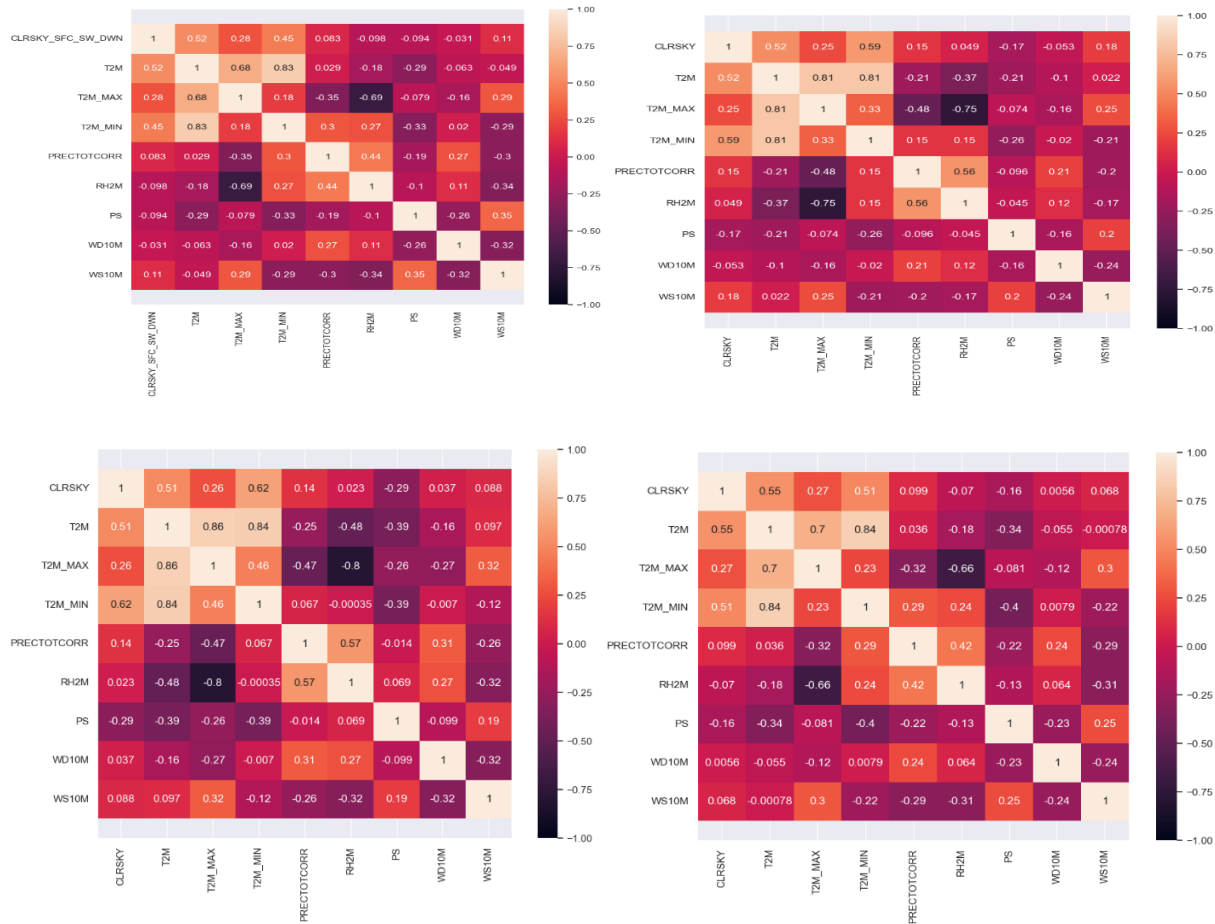 CLRSKY_SFC_SW_DWN 1 0.52 0.28 0.45 0.083 -0.098 -0.094 -0.031 0.11
T2M 0.52 1 0.68 0.83 0.029 -0.18 -0.29 -0.063 -0.049
T2M_MAX 0.28 0.68 1 0.18 -0.35 -0.69 -0.079 -0.16 0.29
T2M_MIN 0.45 0.83 0.18 1 0.3 0.27 -0.33 0.02 -0.29
PRECTOTCORR 0.083 0.029 -0.35 0.3 1 0.44 -0.19 0.27 -0.3
RH2M -0.098 -0.18 -0.69 0.27 0.44 1 -0.1 0.11 -0.34
PS -0.094 -0.29 -0.079 -0.33 -0.19 -0.1 1 -0.26 0.35
WD10M -0.031 -0.063 -0.16 0.02 0.27 0.11 -0.26 1 -0.32
WS10M 0.11 -0.049 0.29 -0.29 -0.3 -0.34 0.35 -0.32 1
CLRSKY_SFC_SW_DWN T2M T2M_MAX T2M_MIN PRECTOTCORR RH2M PS WD10M WS10M
1.00
0.75
0.50
0.25
0.00
−0.25
−0.50
−0.75
−1.00
CLRSKY 1 0.52 0.25 0.59 0.15 0.049 -0.17 -0.053 0.18
T2M 0.52 1 0.81 0.81 -0.21 -0.37 -0.21 -0.1 0.022
T2M_MAX 0.25 0.81 1 0.33 -0.48 -0.75 -0.074 -0.16 0.25
T2M_MIN 0.59 0.81 0.33 1 0.15 0.15 -0.26 -0.02 -0.21
PRECTOTCORR 0.15 -0.21 -0.48 0.15 1 0.56 -0.096 0.21 -0.2
RH2M 0.049 -0.37 -0.75 0.15 0.56 1 -0.045 0.12 -0.17
PS -0.17 -0.21 -0.074 -0.26 -0.096 -0.045 1 -0.16 0.2
WD10M -0.053 -0.1 -0.16 -0.02 0.21 0.12 -0.16 1 -0.24
WS10M 0.18 0.022 0.25 -0.21 -0.2 -0.17 0.2 -0.24 1
CLRSKY T2M T2M_MAX T2M_MIN PRECTOTCORR RH2M PS WD10M WS10M
1.00
0.75
0.50
0.25
0.00
−0.25
−0.50
−0.75
−1.00
CLRSKY 1 0.51 0.26 0.62 0.14 0.023 -0.29 0.037 0.088
T2M 0.51 1 0.86 0.84 -0.25 -0.48 -0.39 -0.16 0.097
T2M_MAX 0.26 0.86 1 0.46 -0.47 -0.8 -0.26 -0.27 0.32
T2M_MIN 0.62 0.84 0.46 1 0.067 -0.00035 -0.39 -0.007 -0.12
PRECTOTCORR 0.14 -0.25 -0.47 0.067 1 0.57 -0.014 0.31 -0.26
RH2M 0.023 -0.48 -0.8 -0.00035 0.57 1 0.069 0.27 -0.32
PS -0.29 -0.39 -0.26 -0.39 -0.014 0.069 1 -0.099 0.19
WD10M 0.037 -0.16 -0.27 -0.007 0.31 0.27 -0.099 1 -0.32
WS10M 0.088 0.097 0.32 -0.12 -0.26 -0.32 0.19 -0.32 1
CLRSKY T2M T2M_MAX T2M_MIN PRECTOTCORR RH2M PS WD10M WS10M
1.00
0.75
0.50
0.25
0.00
−0.25
−0.50
−0.75
−1.00
CLRSKY 1 0.55 0.27 0.51 0.099 -0.07 -0.16 0.0056 0.068
T2M 0.55 1 0.7 0.84 0.036 -0.18 -0.34 -0.055 -0.00078
T2M_MAX 0.27 0.7 1 0.23 -0.32 -0.66 -0.081 -0.12 0.3
T2M_MIN 0.51 0.84 0.23 1 0.29 0.24 -0.4 0.0079 -0.22
PRECTOTCORR 0.099 0.036 -0.32 0.29 1 0.42 -0.22 0.24 -0.29
RH2M -0.07 -0.18 -0.66 0.24 0.42 1 -0.13 0.064 -0.31
PS -0.16 -0.34 -0.081 -0.4 -0.22 -0.13 1 -0.23 0.25
WD10M 0.0056 -0.055 -0.12 0.0079 0.24 0.064 -0.23 1 -0.24
WS10M 0.068 -0.00078 0.3 -0.22 -0.29 -0.31 0.25 -0.24 1
CLRSKY T2M T2M_MAX T2M_MIN PRECTOTCORR RH2M PS WD10M WS10M
1.00
0.75
0.50
0.25
0.00
−0.25
−0.50
−0.75
−1.00